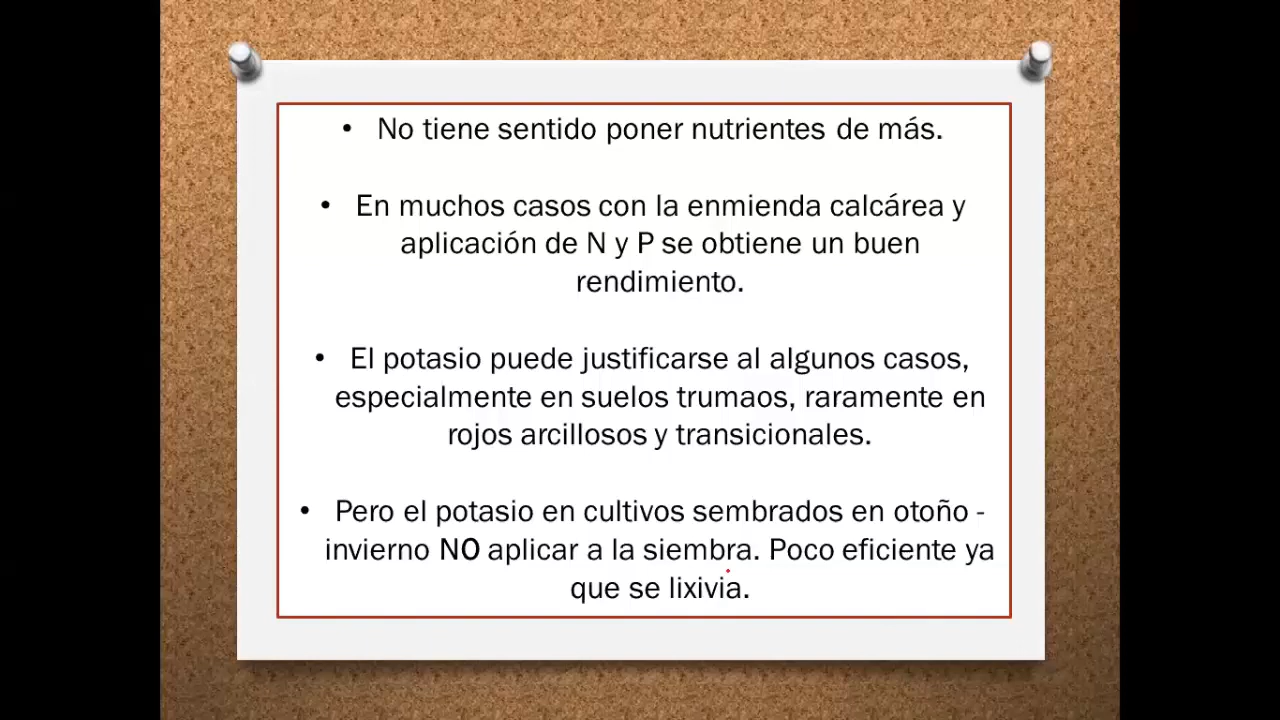 • No tiene sentido poner nutrientes de más.
• En muchos casos con la enmienda calcárea y
aplicación de N y P se obtiene un buen
rendimiento.
• El potasio puede justificarse al algunos casos,
especialmente en suelos trumaos, raramente en
rojos arcillosos y transicionales.
• Pero el potasio en cultivos sembrados en otoño -
invierno NO aplicar a la siembra. Poco eficiente ya
que se lixivia.